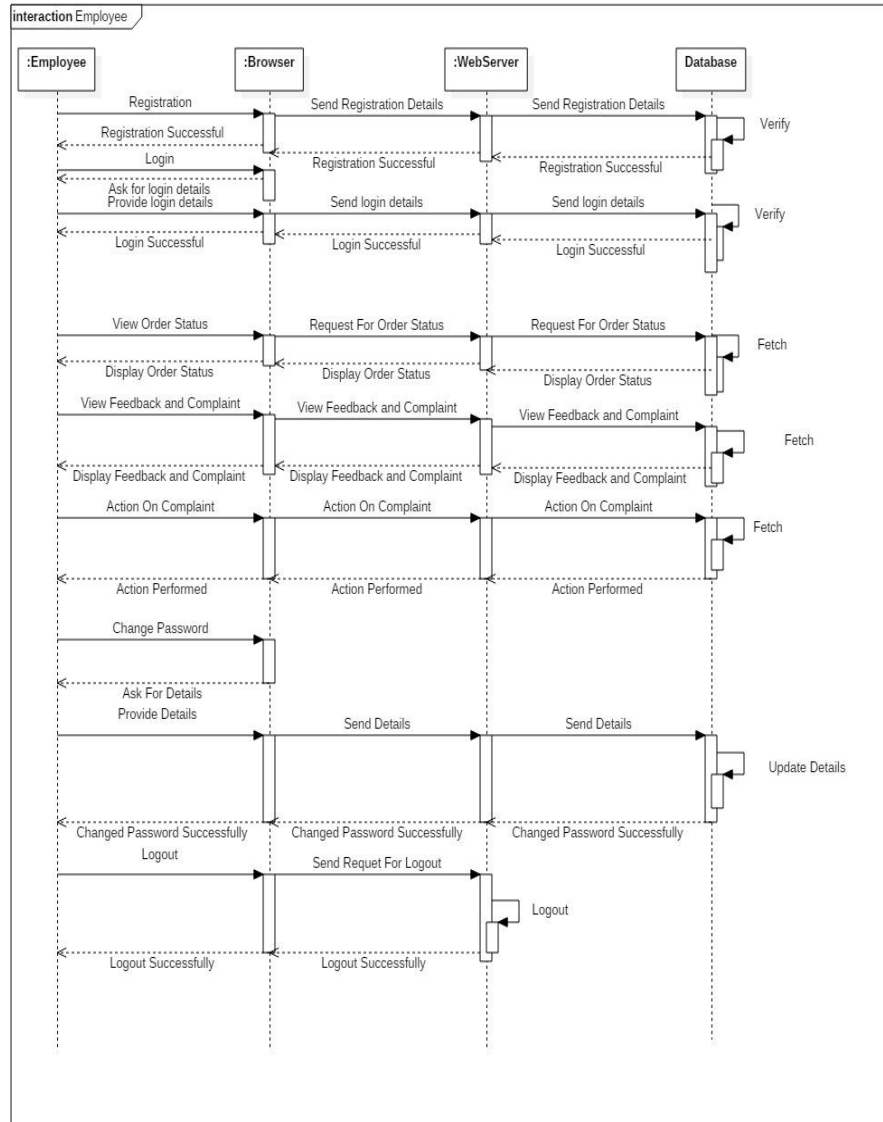 interaction Employee
:Employee :Browser :WebServer Database
Registration Send Registration Details Send Registration Details
Verify
Registration Successful Registration Successful Registration Successful
Login
Ask for login details
Provide login details Send login details Send login details
Verify
Login Successful Login Successful Login Successful
View Order Status Request For Order Status Request For Order Status
Fetch
Display Order Status Display Order Status Display Order Status
View Feedback and Complaint View Feedback and Complaint View Feedback and Complaint
Fetch
Display Feedback and Complaint Display Feedback and Complaint Display Feedback and Complaint
Action On Complaint Action On Complaint Action On Complaint
Fetch
Action Performed Action Performed Action Performed
Change Password
Ask For Details
Provide Details Send Details Send Details
Update Details
Changed Password Successfully Changed Password Successfully Changed Password Successfully
Logout Send Requet For Logout
Logout
Logout Successfully Logout Successfully